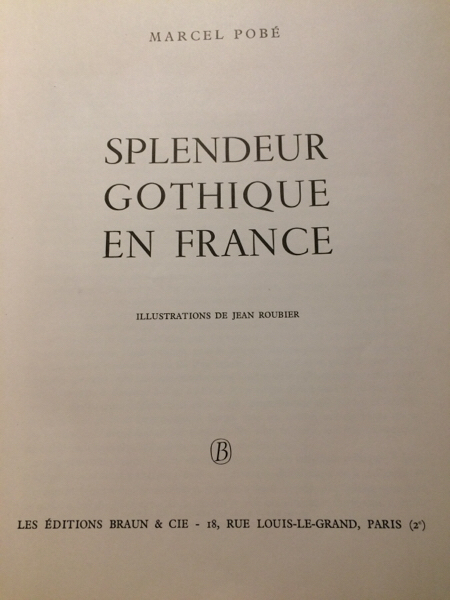 MARCEL POBÉ
SPLENDEUR
GOTHIQUE
EN FRANCE
ILLUSTRATIONS DE JEAN ROUBIER
B
LES ÉDITIONS BRAUN & CIE - 18, RUE LOUIS-LE-GRAND, PARIS (2e)